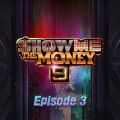 SHOW ME
THE MONEY
9
Episode 3